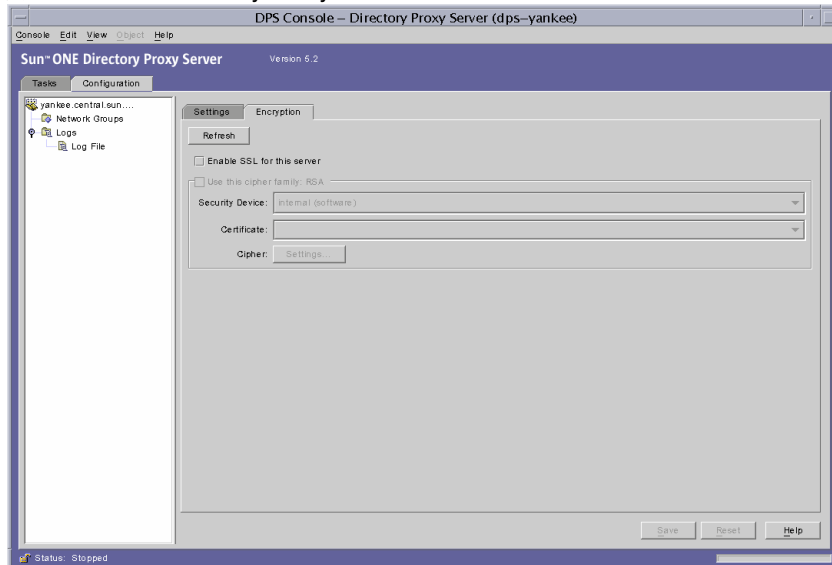 DPS Console – Directory Proxy Server (dps–yankee)
Console Edit View Object Help
Sun™ ONE Directory Proxy Server Version 6.2
Tasks Configuration
yankee.central.sun....
Network Groups
Logs
Log File
Settings Encryption
Refresh
Enable SSL for this server
Use this cipher family: RSA
Security Device: internal (software)
Certificate:
Cipher: Settings...
Save Reset Help
Status: Stopped